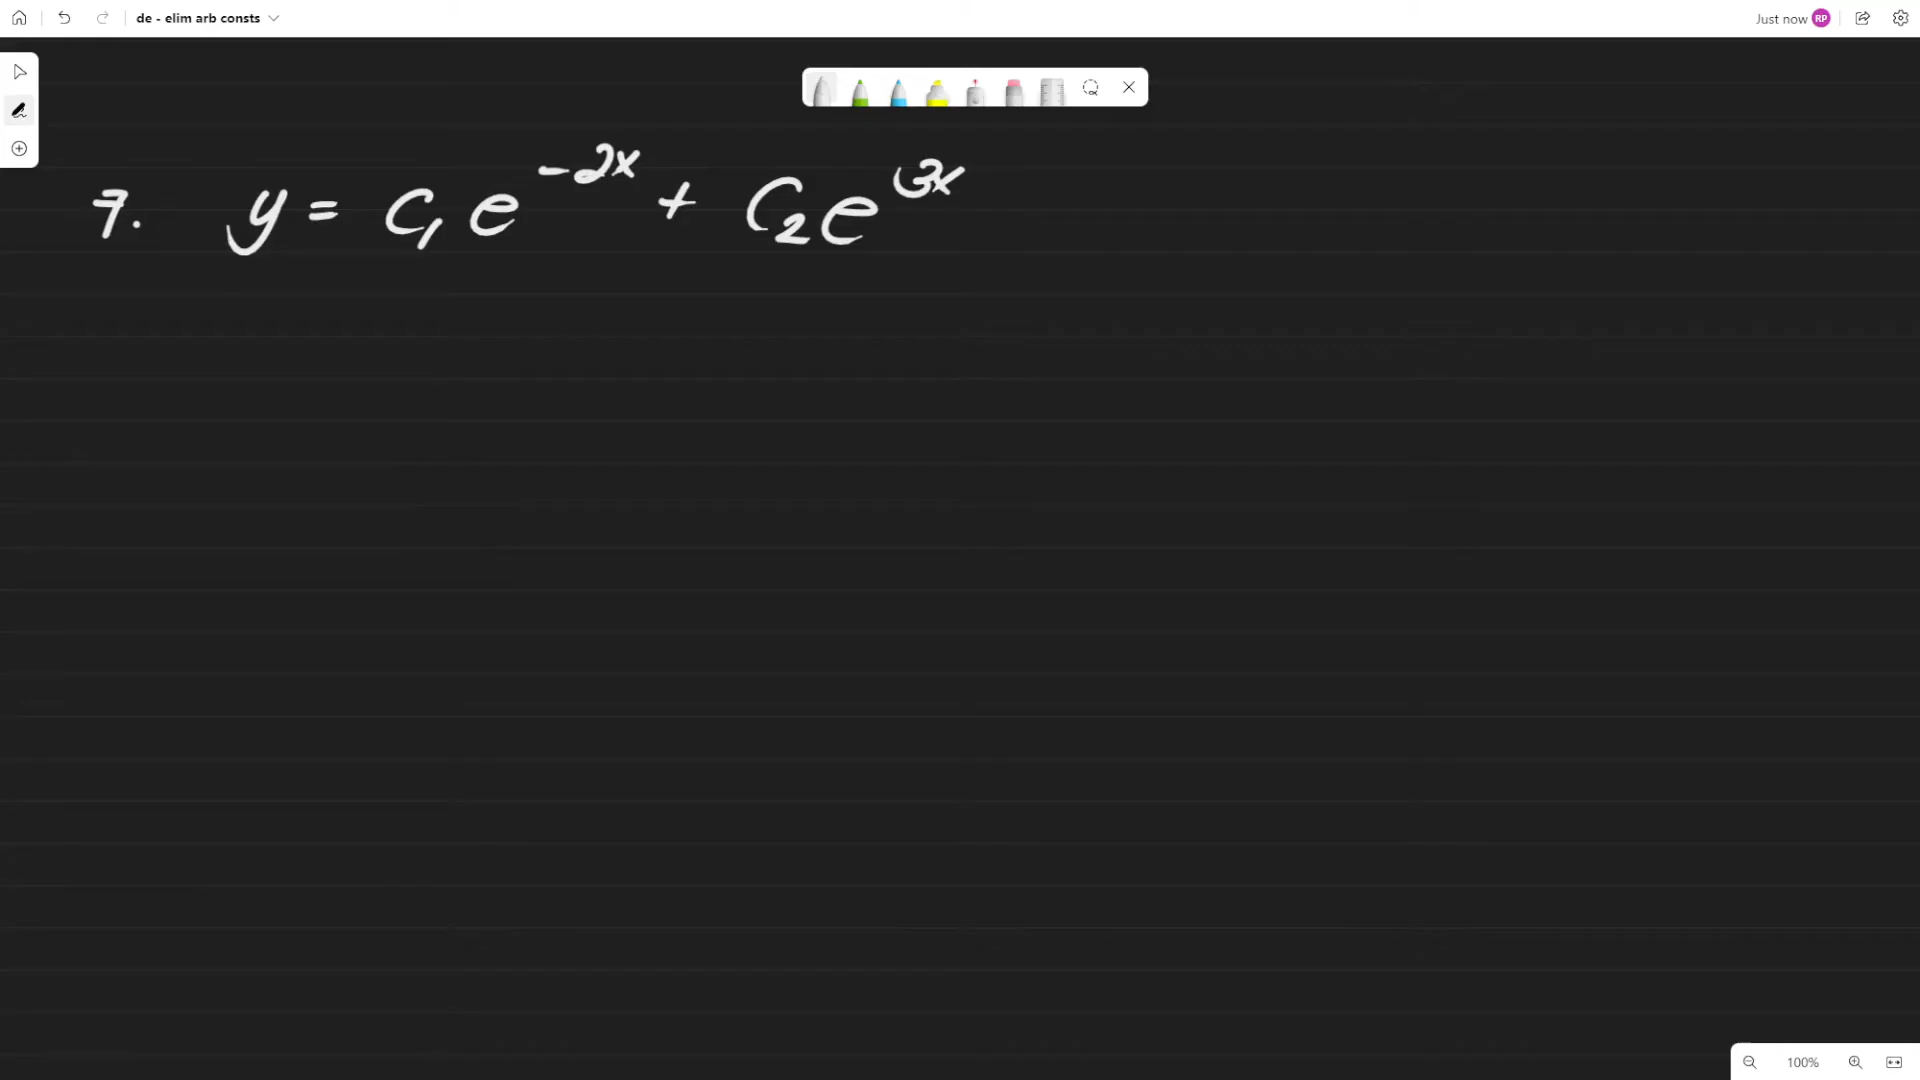 de - elim arb consts
Just now RP
7. y = C₁e⁻²ˣ + C₂e³ˣ
100%